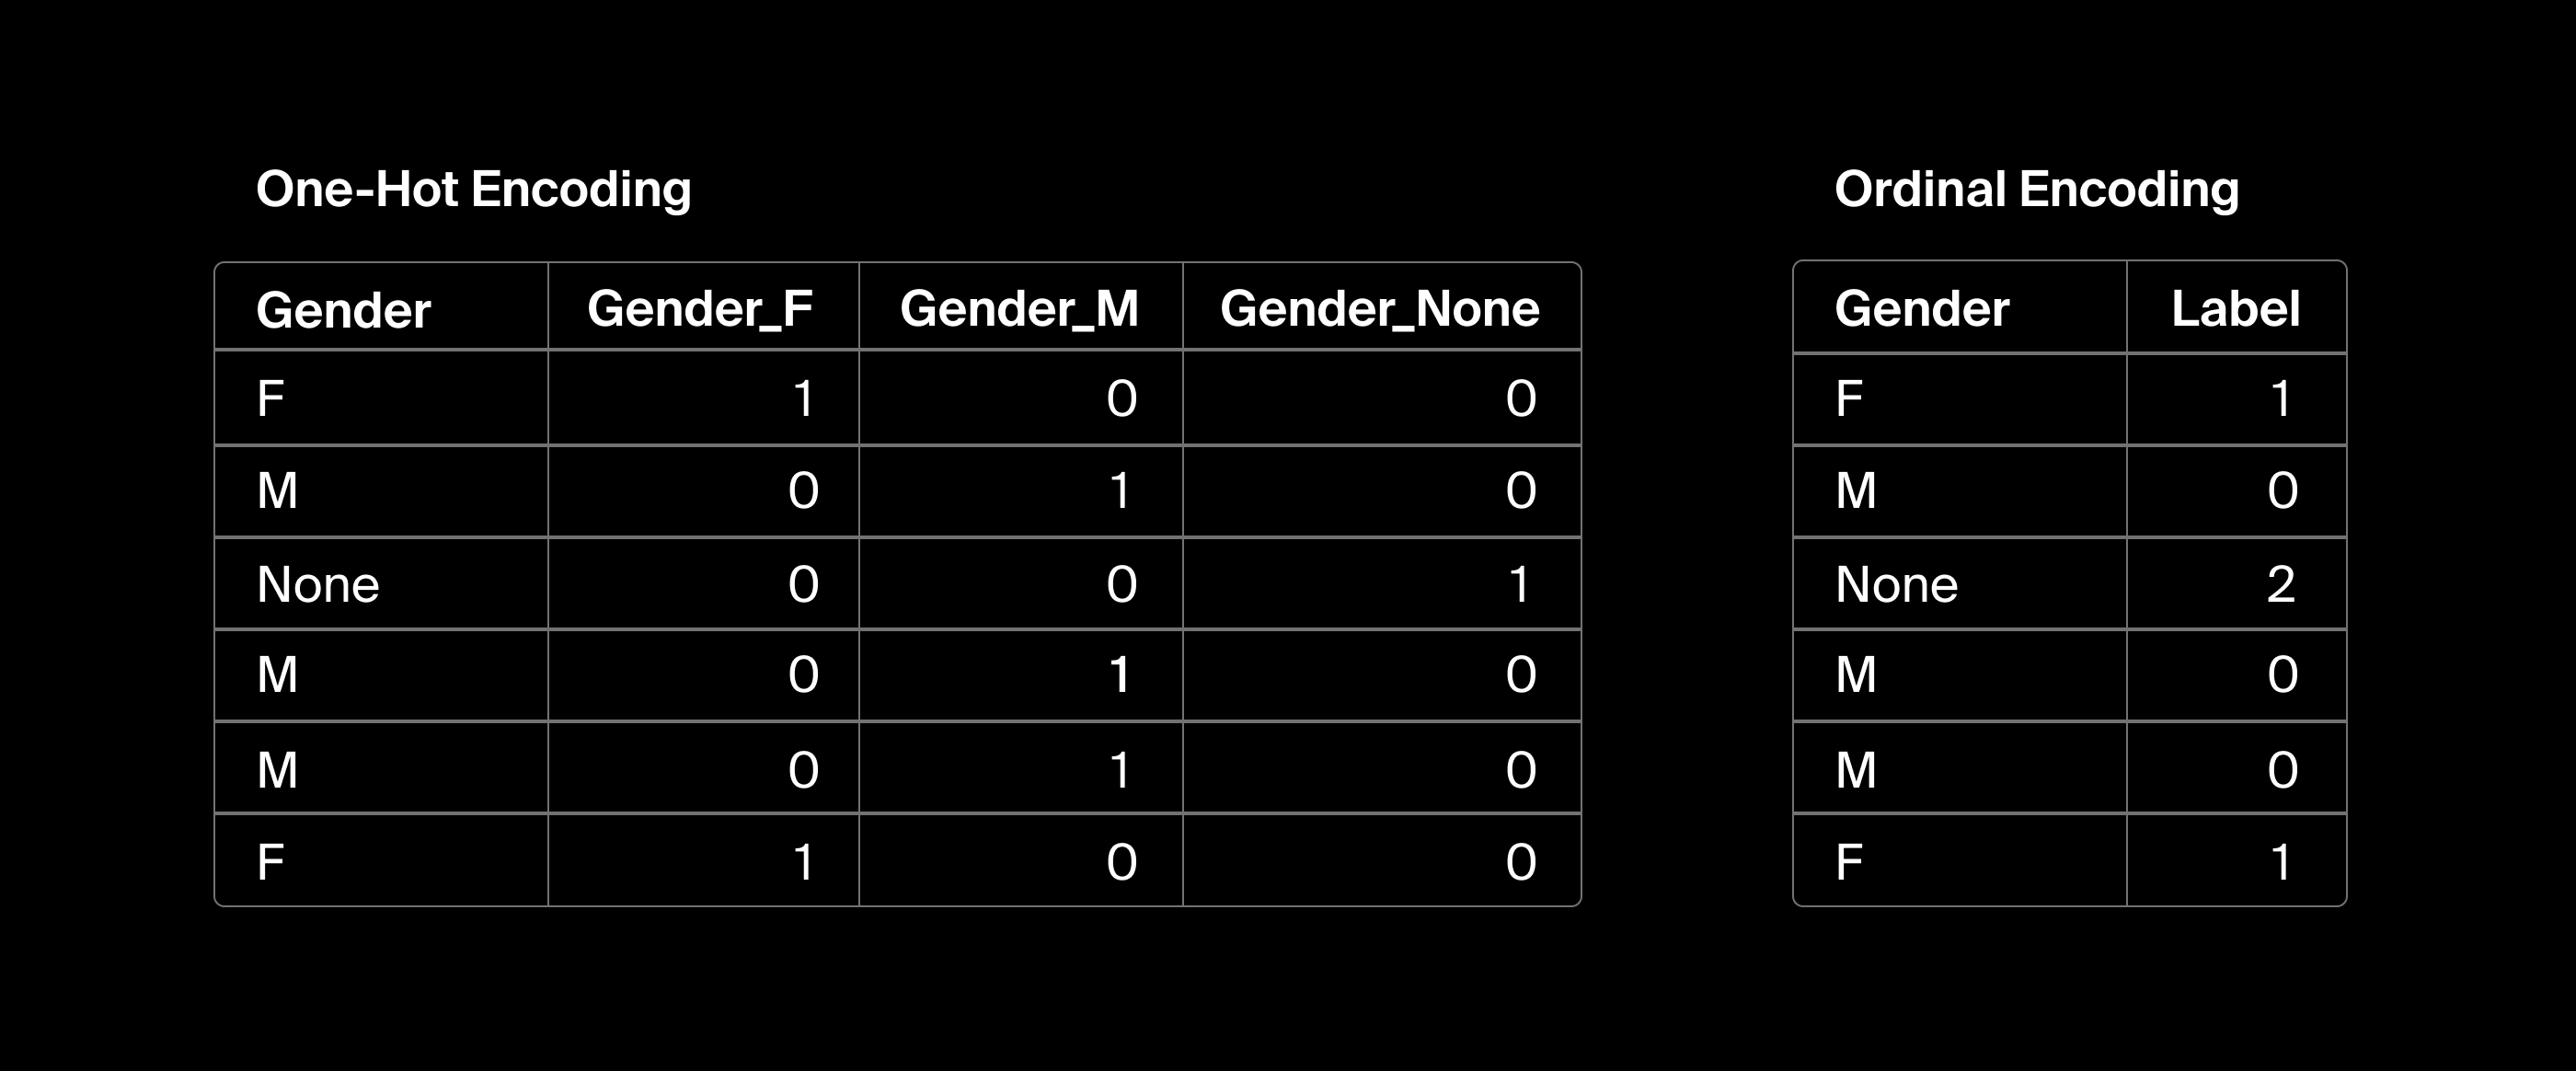 One-Hot Encoding
Gender Gender_F Gender_M Gender_None
F 1 0 0
M 0 1 0
None 0 0 1
M 0 1 0
M 0 1 0
F 1 0 0
Ordinal Encoding
Gender Label
F 1
M 0
None 2
M 0
M 0
F 1